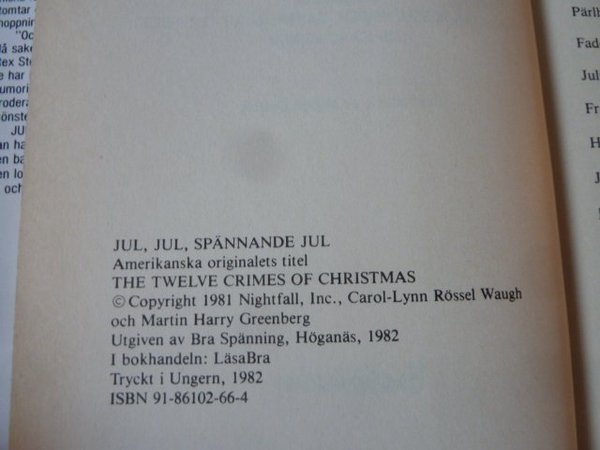 JUL, JUL, SPÄNNANDE JUL
Amerikanska originalets titel
THE TWELVE CRIMES OF CHRISTMAS
© Copyright 1981 Nightfall, Inc., Carol-Lynn Rössel Waugh
och Martin Harry Greenberg
Utgiven av Bra Spänning, Höganäs, 1982
I bokhandeln: LäsaBra
Tryckt i Ungern, 1982
ISBN 91-86102-66-4